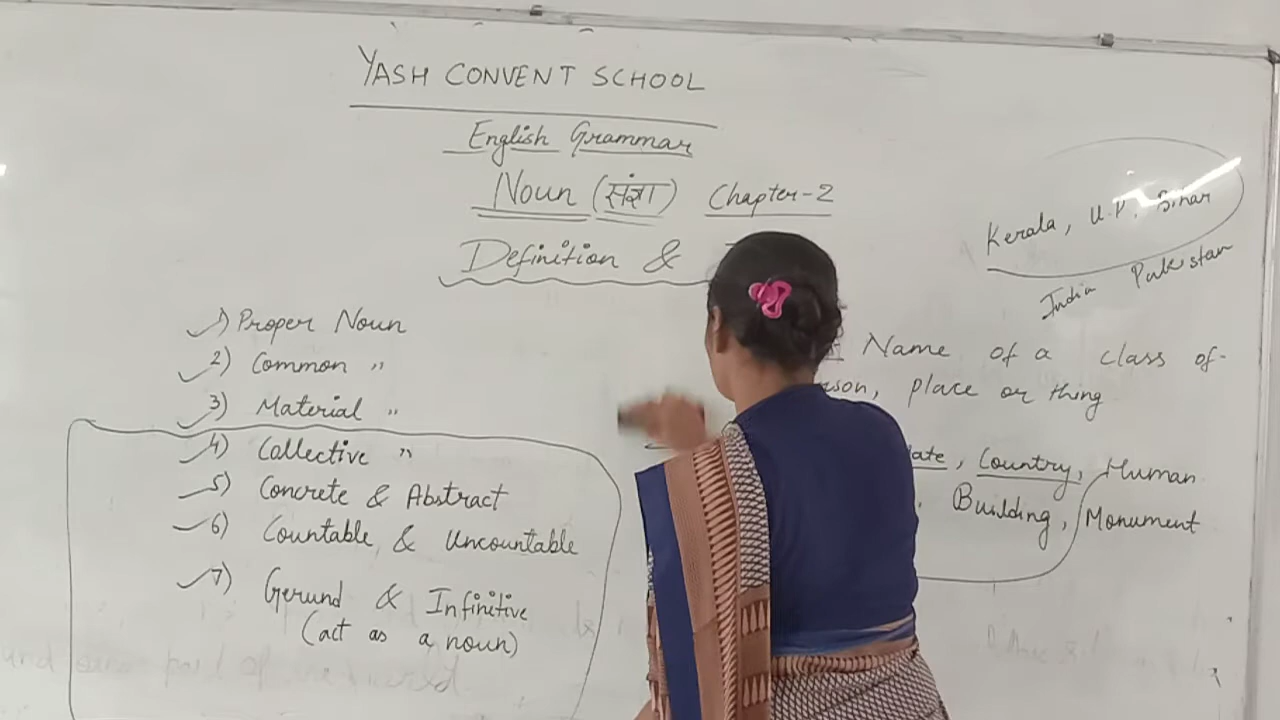 YASH CONVENT SCHOOL
English Grammar
Noun (संज्ञा) Chapter-2
Definition &
Kerala, U.P, Bihar
India Pakistan
1) Proper Noun
2) Common "
3) Material "
4) Collective "
5) Concrete & Abstract
6) Countable & Uncountable
7) Gerund & Infinitive
(act as a noun)
Name of a class of-
place or thing
Country, Human
Building, Monument